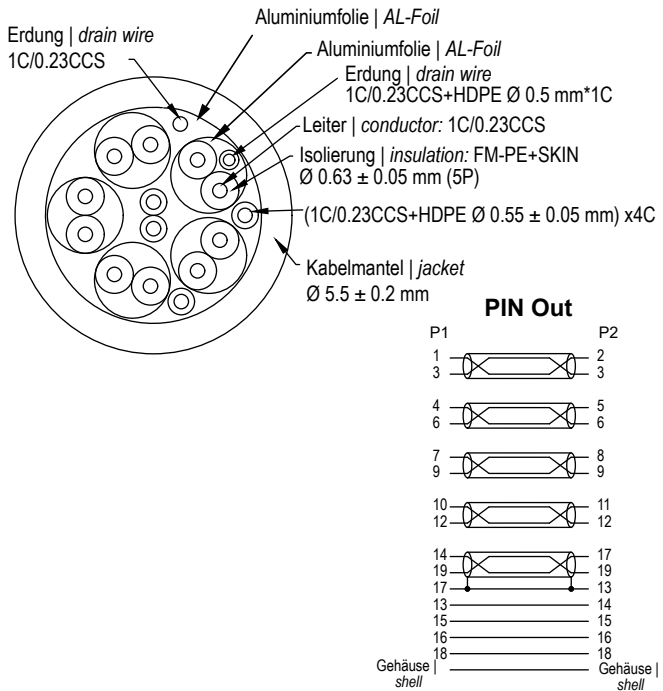 Erdung | drain wire
1C/0.23CCS
Aluminiumfolie | AL-Foil
Aluminiumfolie | AL-Foil
Erdung | drain wire
1C/0.23CCS+HDPE Ø 0.5 mm*1C
Leiter | conductor: 1C/0.23CCS
Isolierung | insulation: FM-PE+SKIN
Ø 0.63 ± 0.05 mm (5P)
(1C/0.23CCS+HDPE Ø 0.55 ± 0.05 mm) x4C
Kabelmantel | jacket
Ø 5.5 ± 0.2 mm
PIN Out
P1 P2
1 2
3 3
4 5
6 6
7 8
9 9
10 11
12 12
14 17
19 19
17 13
13 14
15 15
16 16
18 18
Gehäuse | Gehäuse |
shell shell